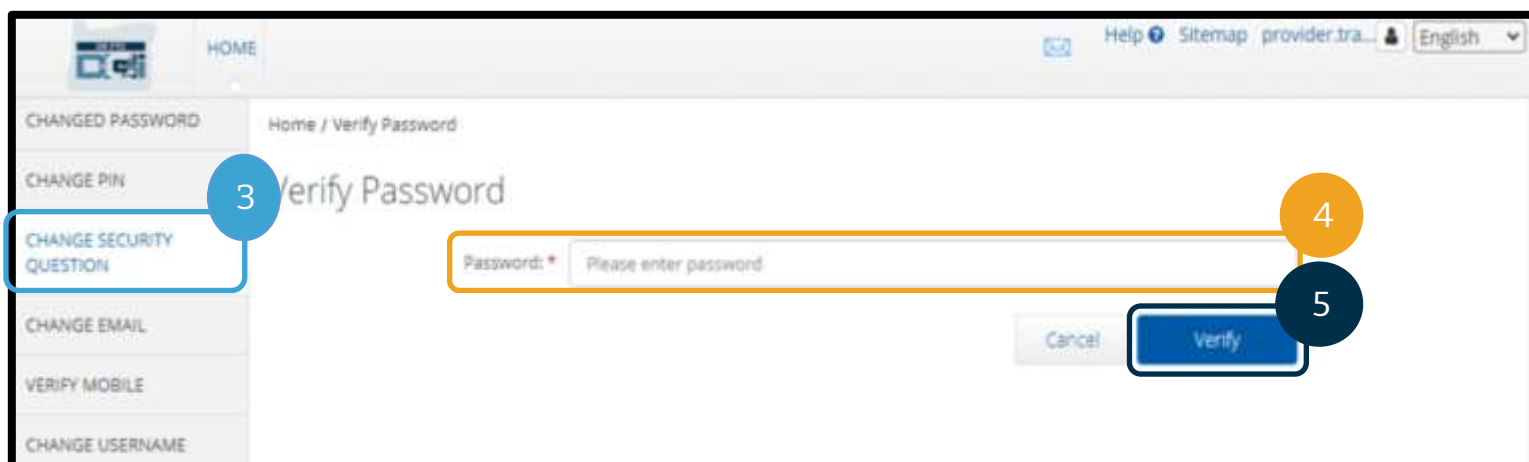 HOME
Help Sitemap provider.tra... English
CHANGED PASSWORD
Home / Verify Password
CHANGE PIN
3
Verify Password
4
CHANGE SECURITY
QUESTION
Password: * Please enter password
5
CHANGE EMAIL
Cancel Verify
VERIFY MOBILE
CHANGE USERNAME